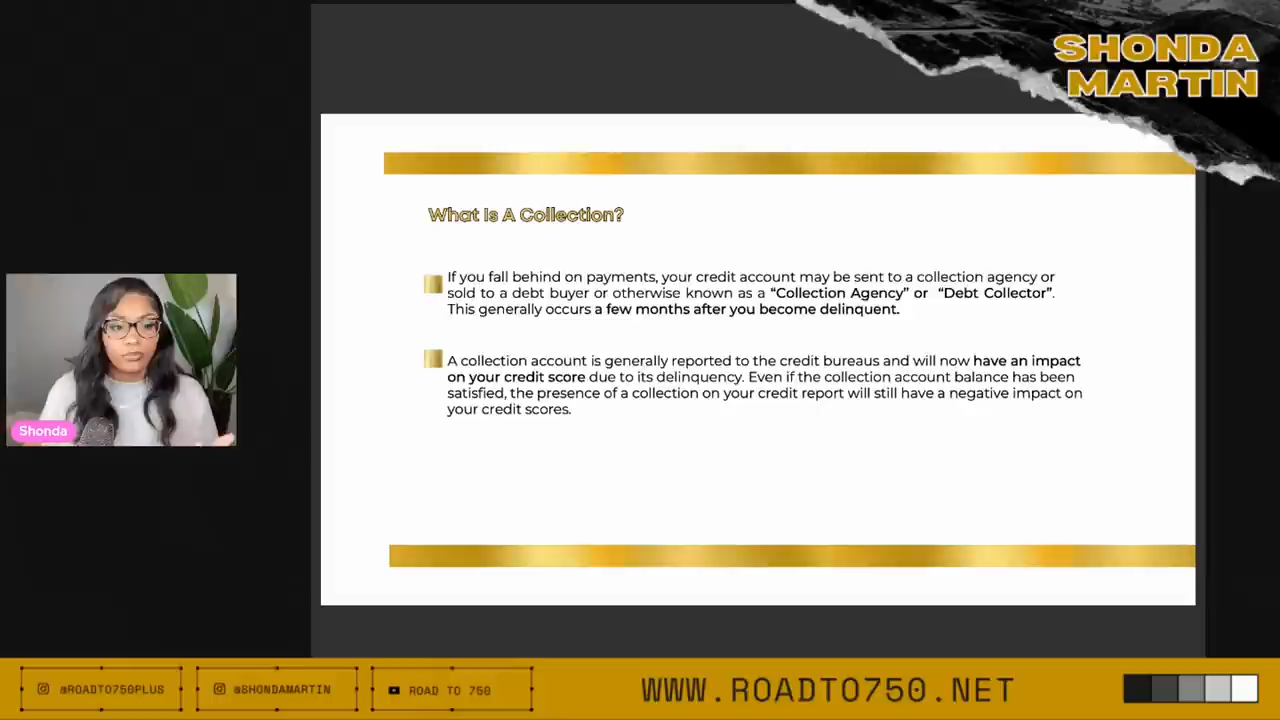 SHONDA
MARTIN
What Is A Collection?
If you fall behind on payments, your credit account may be sent to a collection agency or
sold to a debt buyer or otherwise known as a “Collection Agency” or “Debt Collector”.
This generally occurs a few months after you become delinquent.
A collection account is generally reported to the credit bureaus and will now have an impact
on your credit score due to its delinquency. Even if the collection account balance has been
satisfied, the presence of a collection on your credit report will still have a negative impact on
your credit scores.
Shonda
@ROADTO750PLUS
@SHONDAMARTIN
ROAD TO 750
WWW.ROADTO750.NET